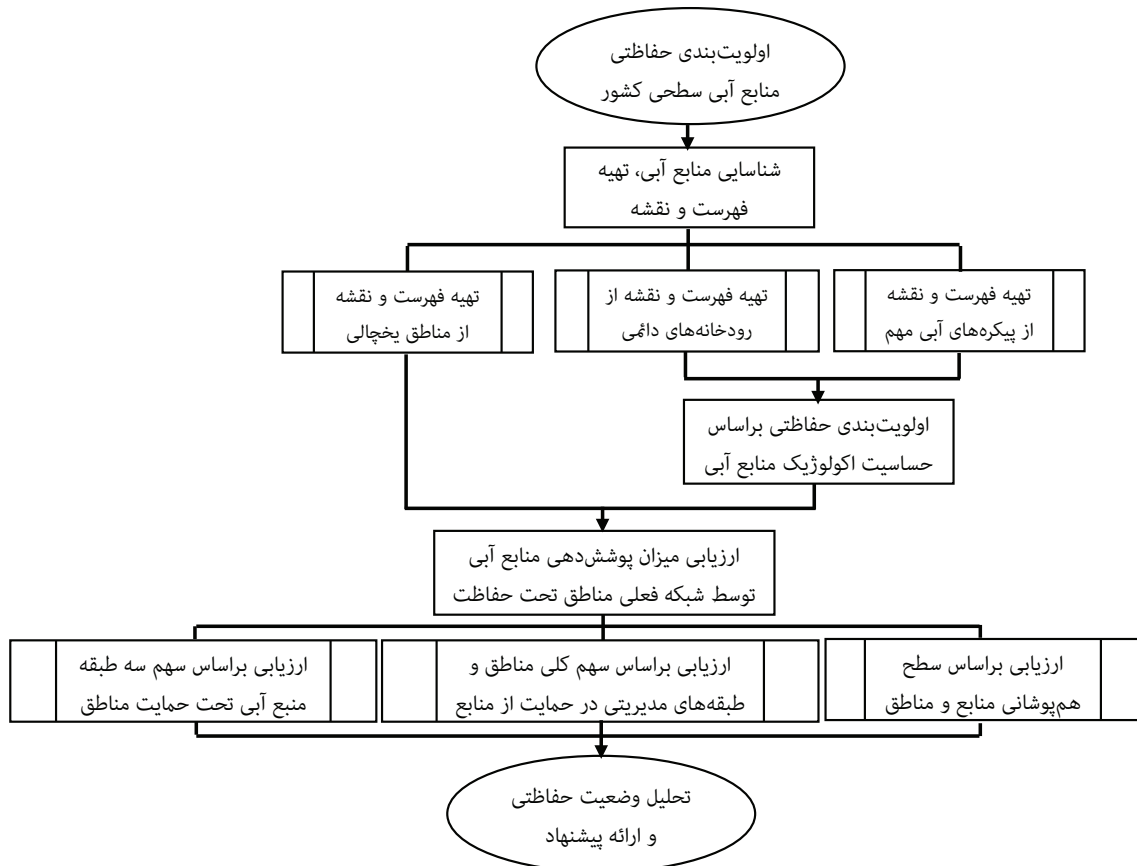 اولویت‌بندی حفاظتی
منابع آبی سطحی کشور
شناسایی منابع آبی، تهیه
فهرست و نقشه
تهیه فهرست و نقشه
از پیکره‌های آبی مهم
تهیه فهرست و نقشه از
رودخانه‌های دائمی
تهیه فهرست و نقشه
از مناطق یخچالی
اولویت‌بندی حفاظتی براساس
حساسیت اکولوژیک منابع آبی
ارزیابی میزان پوشش‌دهی منابع آبی
توسط شبکه فعلی مناطق تحت حفاظت
ارزیابی براساس سطح
هم‌پوشانی منابع و مناطق
ارزیابی براساس سهم کلی مناطق و
طبقه‌های مدیریتی در حمایت از منابع
ارزیابی براساس سهم سه طبقه
منبع آبی تحت حمایت مناطق
تحلیل وضعیت حفاظتی
و ارائه پیشنهاد